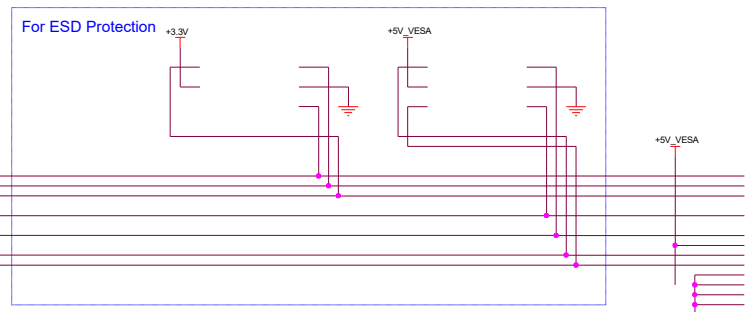 For ESD Protection
+3.3V
+5V_VESA
+5V_VESA